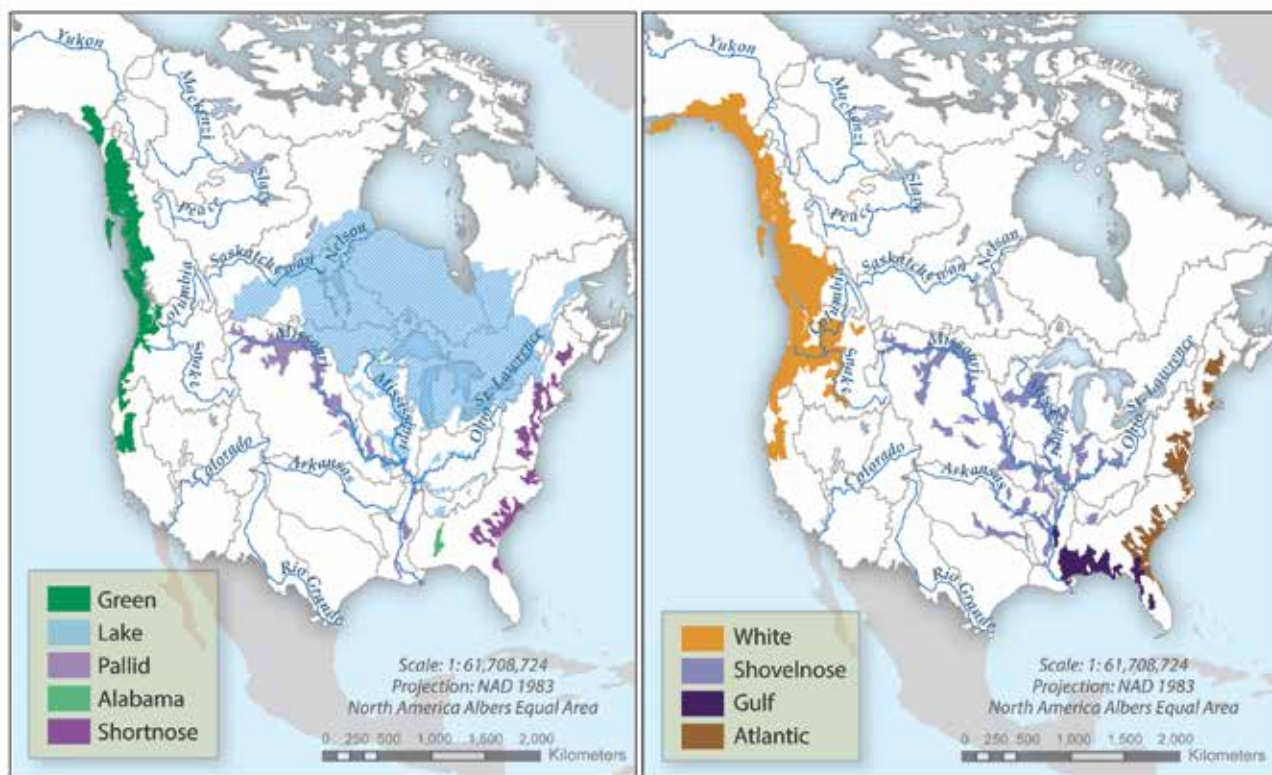 Yukon
Mackenzi
Slave
Peace
Saskatchewan
Nelson
Columbia
Snake
Missouri
Mississippi
St. Lawrence
Ohio
Colorado
Arkansas
Rio Grande
Green
Lake
Pallid
Alabama
Shortnose
Scale: 1: 61,708,724
Projection: NAD 1983
North America Albers Equal Area
0 250 500 1,000 1,500 2,000
Kilometers
Yukon
Mackenzi
Slave
Peace
Saskatchewan
Nelson
Columbia
Snake
Missouri
Ohio
St. Lawrence
Colorado
Arkansas
Rio Grande
White
Shovelnose
Gulf
Atlantic
Scale: 1: 61,708,724
Projection: NAD 1983
North America Albers Equal Area
0 250 500 1,000 1,500 2,000
Kilometers